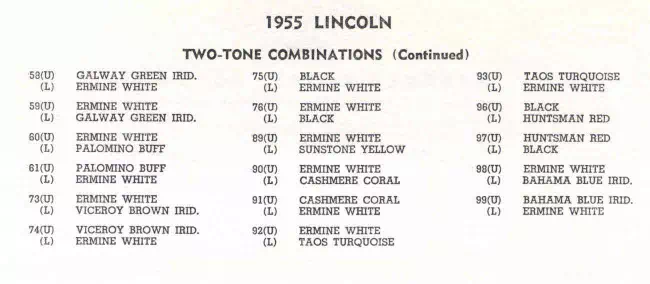 1955 LINCOLN
TWO-TONE COMBINATIONS (Continued)
58(U) GALWAY GREEN IRID.
(L) ERMINE WHITE
59(U) ERMINE WHITE
(L) GALWAY GREEN IRID.
60(U) ERMINE WHITE
(L) PALOMINO BUFF
61(U) PALOMINO BUFF
(L) ERMINE WHITE
73(U) ERMINE WHITE
(L) VICEROY BROWN IRID.
74(U) VICEROY BROWN IRID.
(L) ERMINE WHITE
75(U) BLACK
(L) ERMINE WHITE
76(U) ERMINE WHITE
(L) BLACK
89(U) ERMINE WHITE
(L) SUNSTONE YELLOW
90(U) ERMINE WHITE
(L) CASHMERE CORAL
91(U) CASHMERE CORAL
(L) ERMINE WHITE
92(U) ERMINE WHITE
(L) TAOS TURQUOISE
93(U) TAOS TURQUOISE
(L) ERMINE WHITE
96(U) BLACK
(L) HUNTSMAN RED
97(U) HUNTSMAN RED
(L) BLACK
98(U) ERMINE WHITE
(L) BAHAMA BLUE IRID.
99(U) BAHAMA BLUE IRID.
(L) ERMINE WHITE